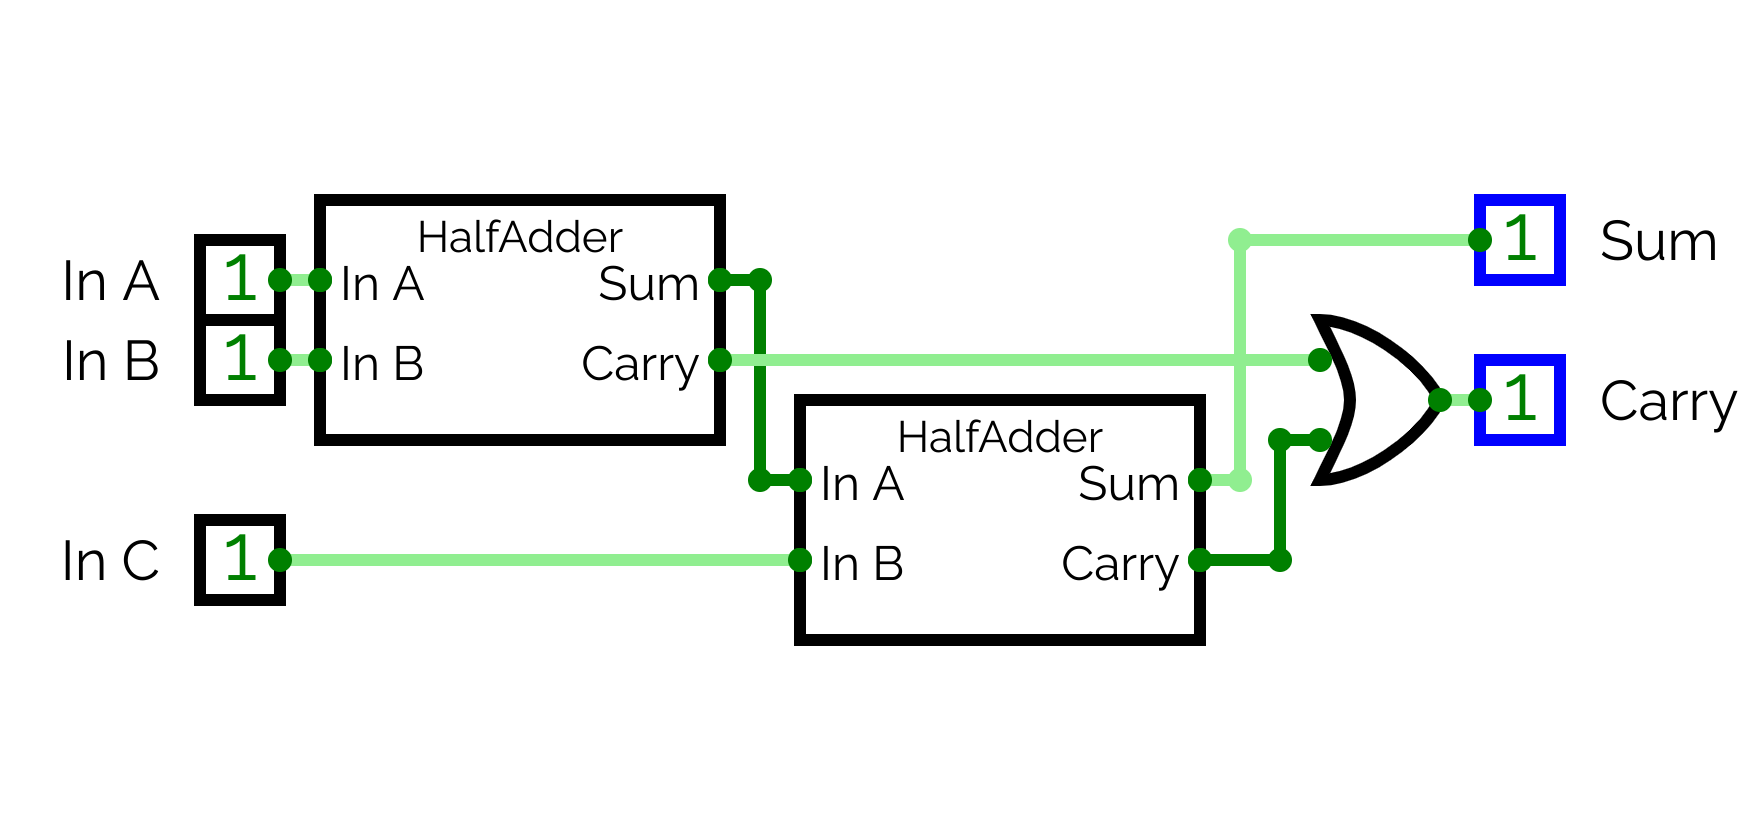 HalfAdder
In A 1 In A Sum
In B 1 In B Carry
1 Sum
1 Carry
HalfAdder
In A Sum
In C 1 In B Carry